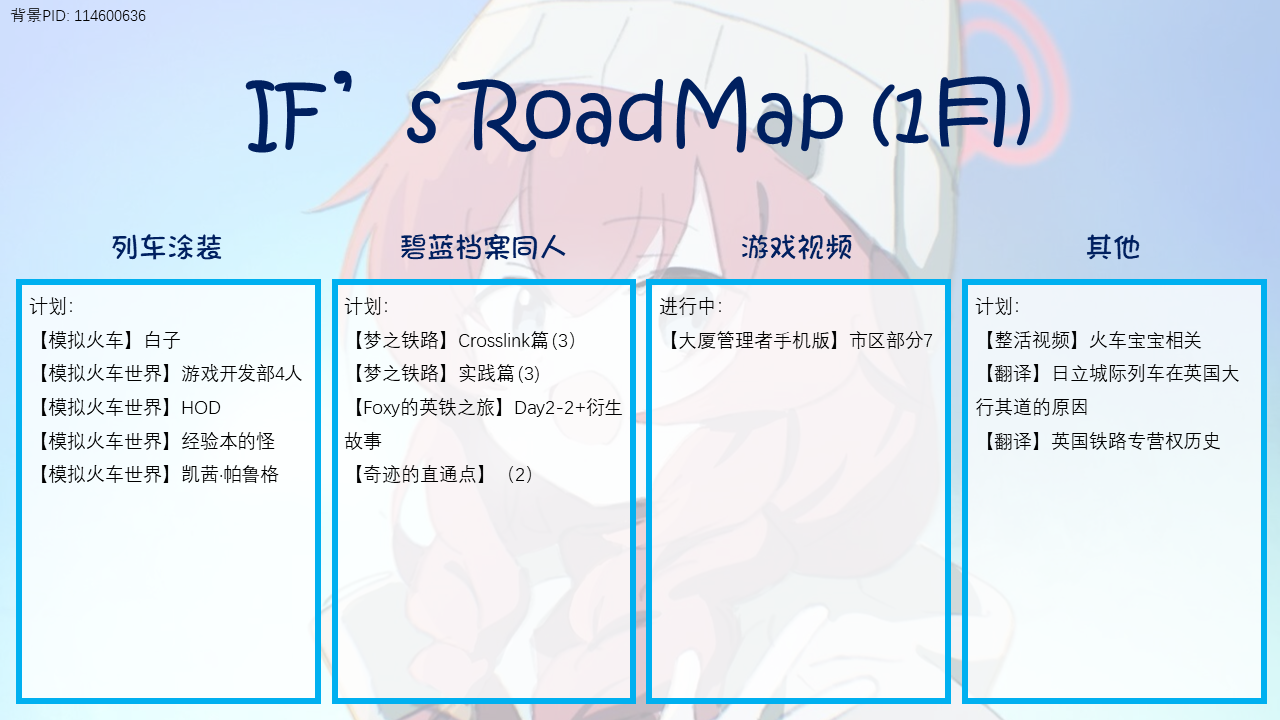 背景PID: 114600636
IF’s RoadMap (1月)
列车涂装
计划：
【模拟火车】白子
【模拟火车世界】游戏开发部4人
【模拟火车世界】HOD
【模拟火车世界】经验本的怪
【模拟火车世界】凯茜·帕鲁格
碧蓝档案同人
计划：
【梦之铁路】Crosslink篇(3）
【梦之铁路】实践篇(3)
【Foxy的英铁之旅】Day2-2+衍生
故事
【奇迹的直通点】（2）
游戏视频
进行中：
【大厦管理者手机版】市区部分7
其他
计划：
【整活视频】火车宝宝相关
【翻译】日立城际列车在英国大
行其道的原因
【翻译】英国铁路专营权历史